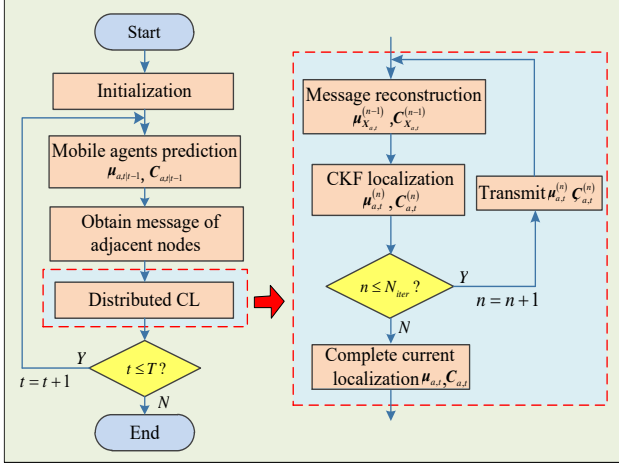 Start
Initialization
Mobile agents prediction
μ_{a,t|t-1}, C_{a,t|t-1}
Obtain message of
adjacent nodes
Distributed CL
t ≤ T ?
Y
t = t + 1
N
End
Message reconstruction
μ_{X_{a,t}}^{(n-1)} , C_{X_{a,t}}^{(n-1)}
CKF localization
μ_{a,t}^{(n)} , C_{a,t}^{(n)}
Transmit μ_{a,t}^{(n)} , C_{a,t}^{(n)}
n ≤ N_{iter} ?
Y
n = n + 1
N
Complete current
localization μ_{a,t}, C_{a,t}